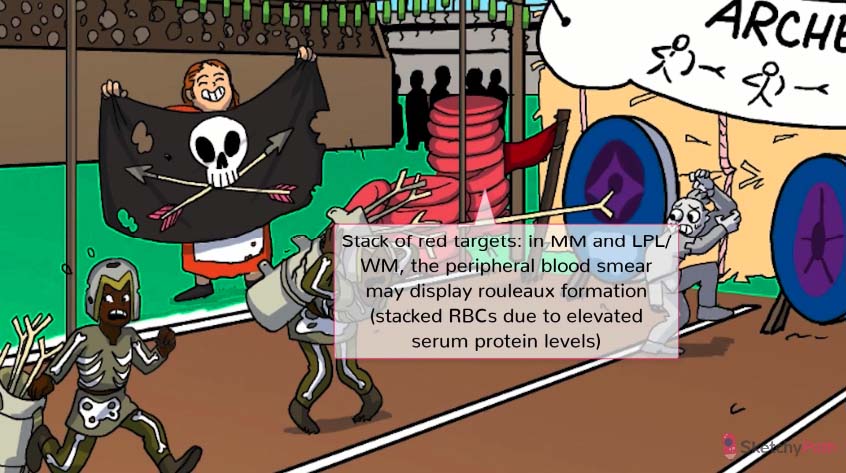 ARCHE
Stack of red targets: in MM and LPL/
WM, the peripheral blood smear
may display rouleaux formation
(stacked RBCs due to elevated
serum protein levels)
SketchyPath